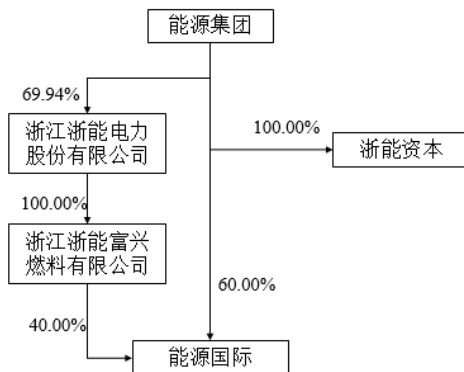 能源集团
69.94%
浙江浙能电力
股份有限公司
100.00%
浙能资本
100.00%
浙江浙能富兴
燃料有限公司
60.00%
40.00%
能源国际